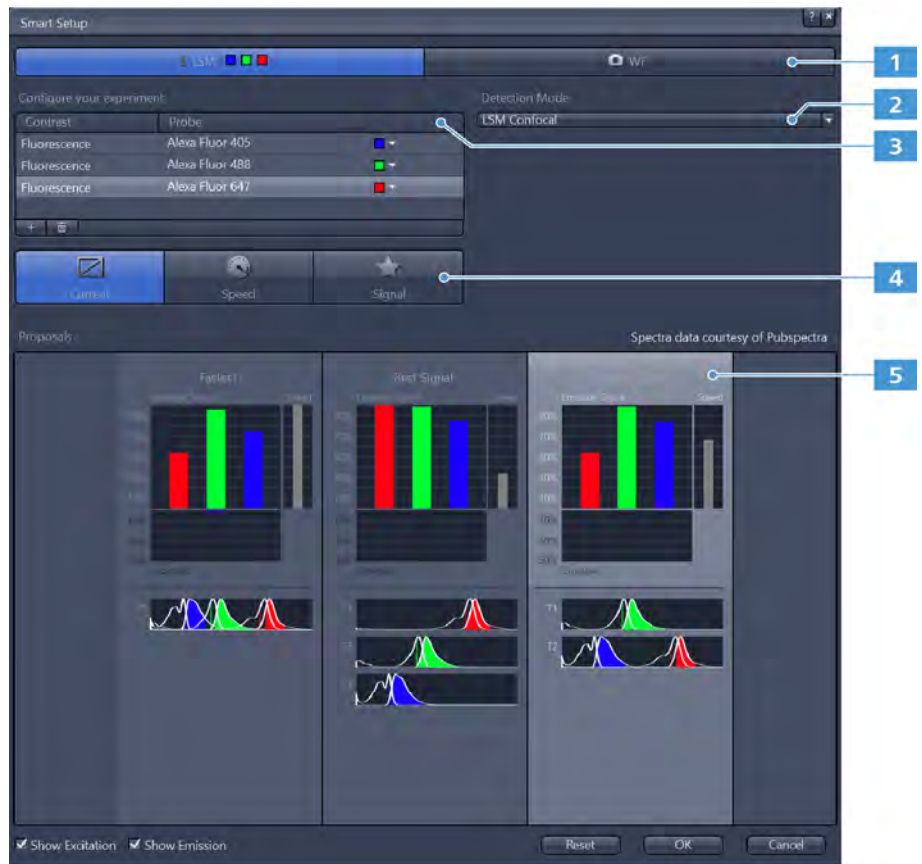 Smart Setup
? ×
LSM
WF
1
Configure your experiment
Detection Mode
2
Contrast Probe
LSM Confocal
3
Fluorescence Alexa Fluor 405
Fluorescence Alexa Fluor 488
Fluorescence Alexa Fluor 647
+
Current Speed Signal
4
Proposals
Spectra data courtesy of Pubspectra
5
Fastest Best Signal
Emission Signal Speed
T1
T2
Show Excitation Show Emission Reset OK Cancel